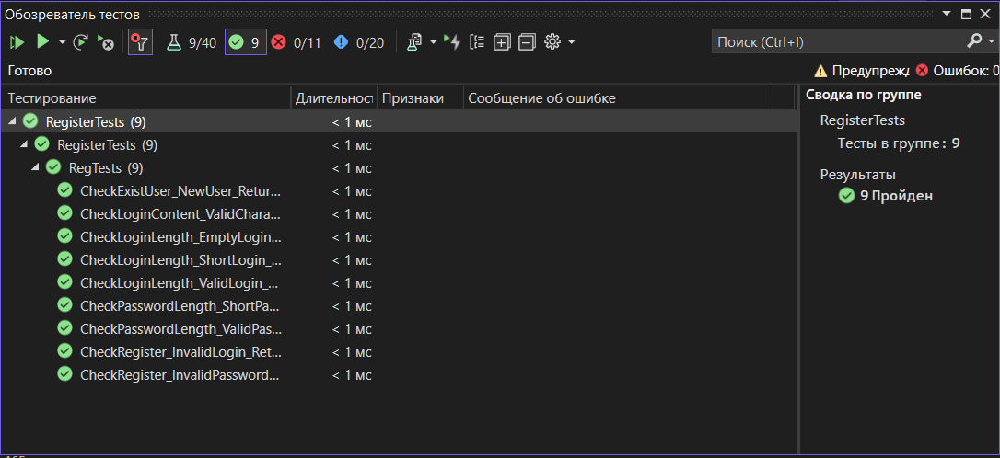 Обозреватель тестов
9/40 9 0/11 0/20 Поиск (Ctrl+I)
Готово Предупрежд Ошибок: 0
Тестирование Длительност Признаки Сообщение об ошибке
RegisterTests (9) < 1 мс
RegisterTests (9) < 1 мс
RegTests (9) < 1 мс
CheckExistUser_NewUser_Retur... < 1 мс
CheckLoginContent_ValidChara... < 1 мс
CheckLoginLength_EmptyLogin... < 1 мс
CheckLoginLength_ShortLogin_... < 1 мс
CheckLoginLength_ValidLogin_... < 1 мс
CheckPasswordLength_ShortPa... < 1 мс
CheckPasswordLength_ValidPas... < 1 мс
CheckRegister_InvalidLogin_Ret... < 1 мс
CheckRegister_InvalidPassword... < 1 мс
Сводка по группе
RegisterTests
Тесты в группе: 9
Результаты
9 Пройден